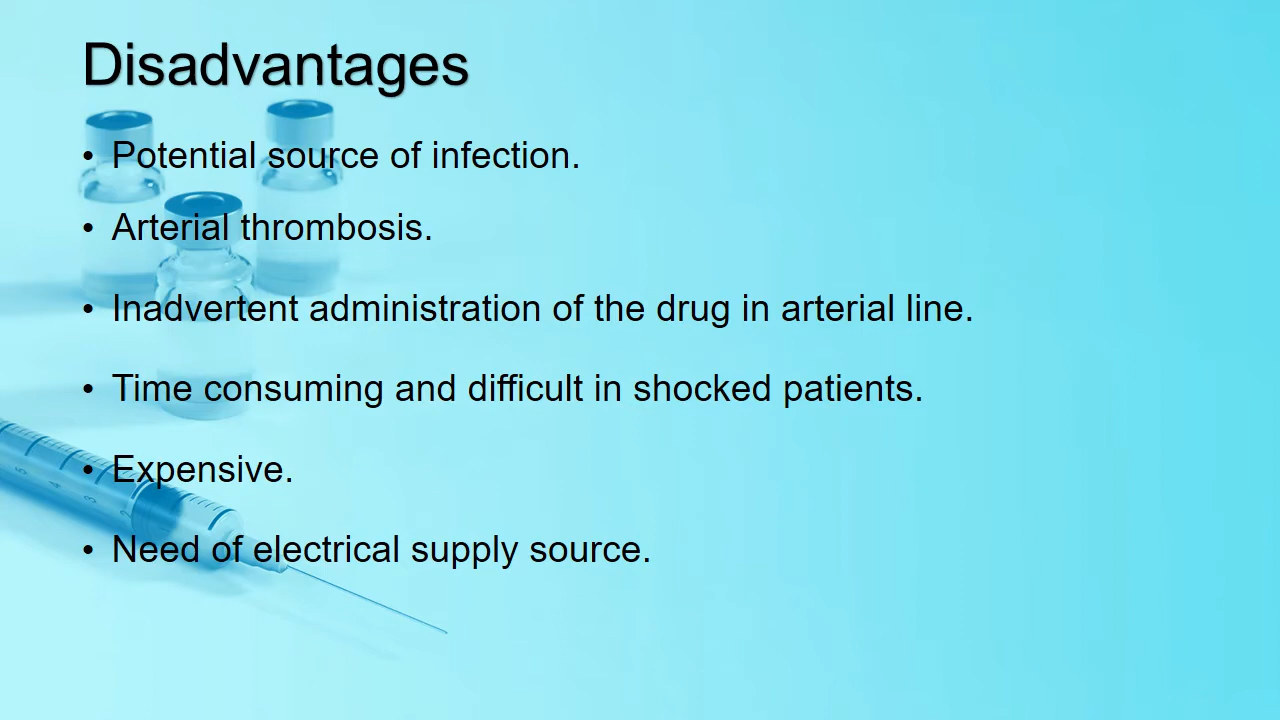 Disadvantages
• Potential source of infection.
• Arterial thrombosis.
• Inadvertent administration of the drug in arterial line.
• Time consuming and difficult in shocked patients.
• Expensive.
• Need of electrical supply source.